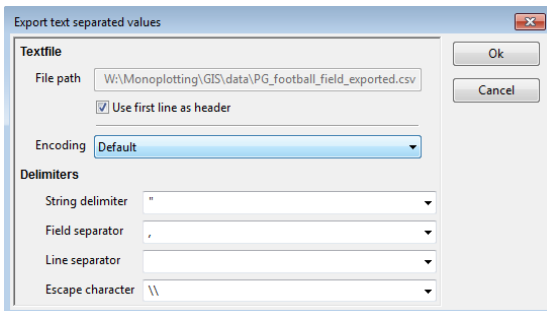 Export text separated values
Textfile
Ok
File path W:\Monoplotting\GIS\data\PG_football_field_exported.csv
Cancel
Use first line as header
Encoding Default
Delimiters
String delimiter "
Field separator ,
Line separator
Escape character \\